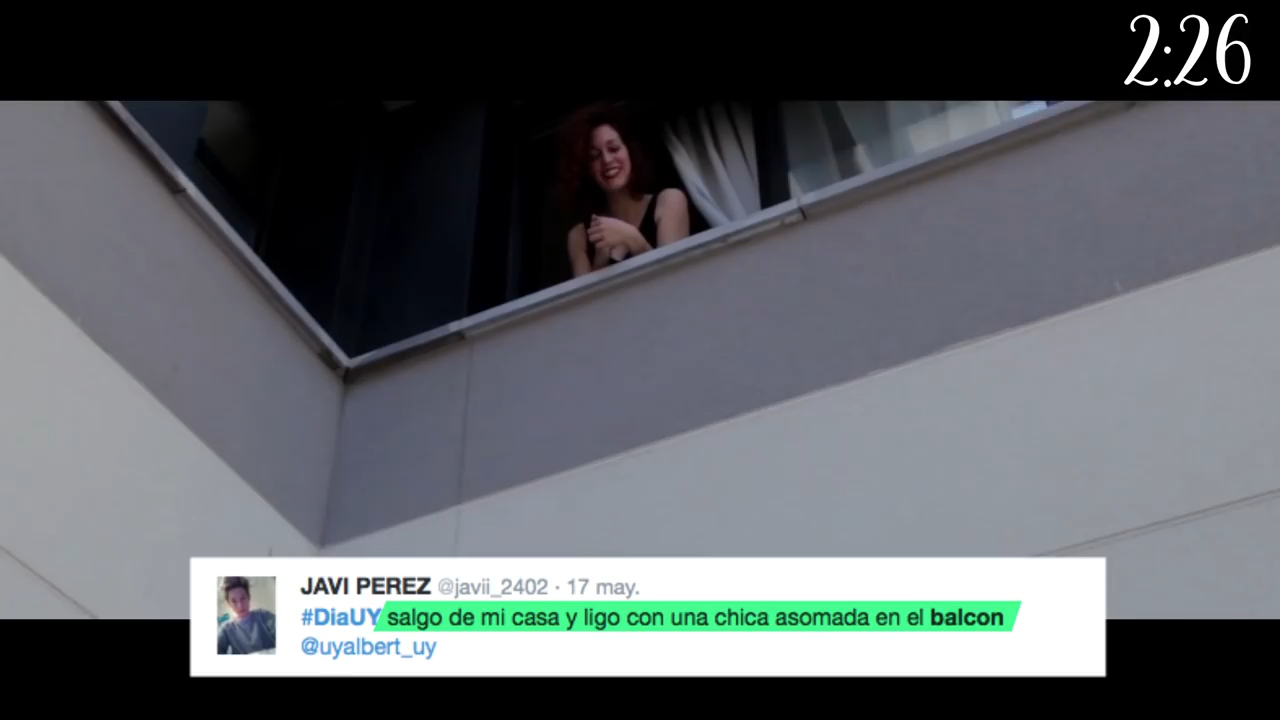 2:26
JAVI PEREZ @javii_2402 · 17 may.
#DiaUY salgo de mi casa y ligo con una chica asomada en el balcon
@uyalbert_uy